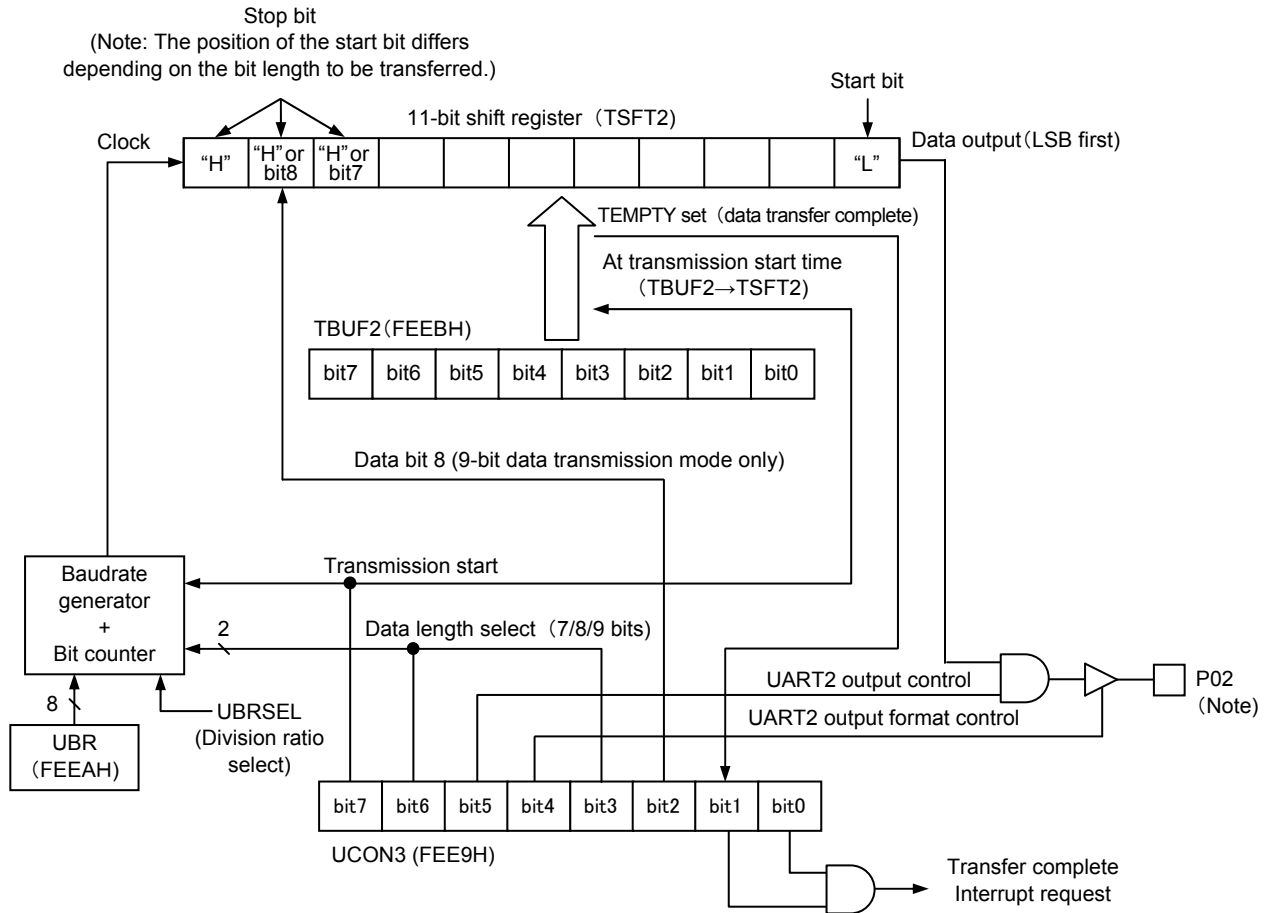 Stop bit
(Note: The position of the start bit differs
depending on the bit length to be transferred.)
Start bit
11-bit shift register （TSFT2）
Clock
Data output（LSB first）
“H”
“H” or
bit8
“H” or
bit7
“L”
TEMPTY set （data transfer complete）
At transmission start time
（TBUF2→TSFT2）
TBUF2（FEEBH）
bit7 bit6 bit5 bit4 bit3 bit2 bit1 bit0
Data bit 8 (9-bit data transmission mode only)
Transmission start
Baudrate
generator
+
Bit counter
2
Data length select （7/8/9 bits）
8
UBR
(FEEAH)
UBRSEL
(Division ratio
select)
UART2 output control
UART2 output format control
P02
（Note）
bit7 bit6 bit5 bit4 bit3 bit2 bit1 bit0
UCON3 (FEE9H)
Transfer complete
Interrupt request